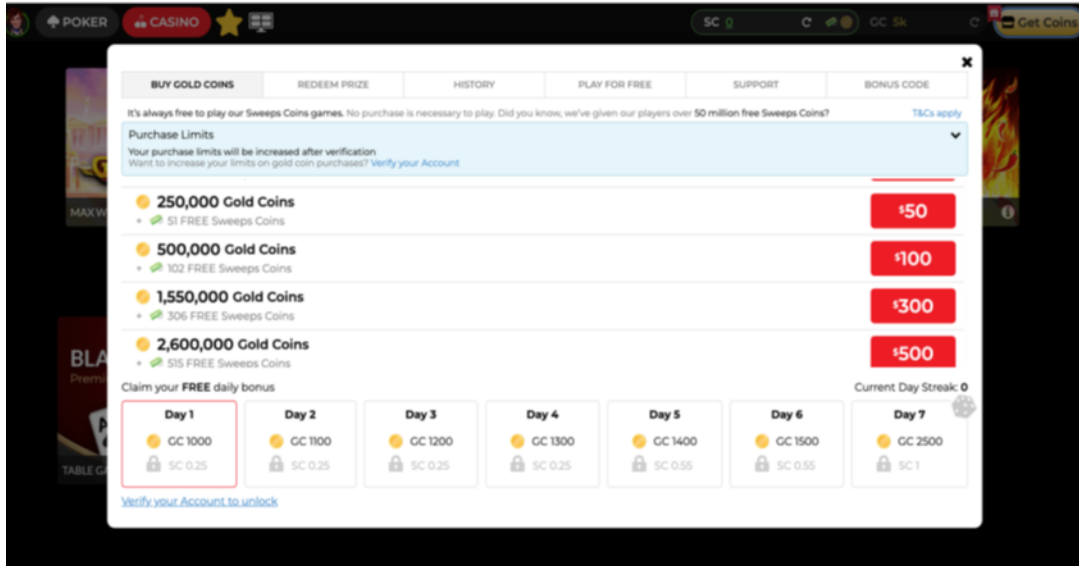 POKER
CASINO
SC 0
GC 5k
Get Coins
BUY GOLD COINS
REDEEM PRIZE
HISTORY
PLAY FOR FREE
SUPPORT
BONUS CODE
It's always free to play our Sweeps Coins games. No purchase is necessary to play. Did you know, we've given our players over 50 million free Sweeps Coins?
T&Cs apply
Purchase Limits
Your purchase limits will be increased after verification
Want to increase your limits on gold coin purchases? Verify your Account
250,000 Gold Coins
$50
+ 51 FREE Sweeps Coins
500,000 Gold Coins
$100
+ 102 FREE Sweeps Coins
1,550,000 Gold Coins
$300
+ 306 FREE Sweeps Coins
2,600,000 Gold Coins
$500
+ 515 FREE Sweeps Coins
MAX W
BLA
Premi
TABLE GA
Claim your FREE daily bonus
Current Day Streak: 0
Day 1
GC 1000
SC 0.25
Day 2
GC 1100
SC 0.25
Day 3
GC 1200
SC 0.25
Day 4
GC 1300
SC 0.25
Day 5
GC 1400
SC 0.55
Day 6
GC 1500
SC 0.55
Day 7
GC 2500
SC 1
Verify your Account to unlock